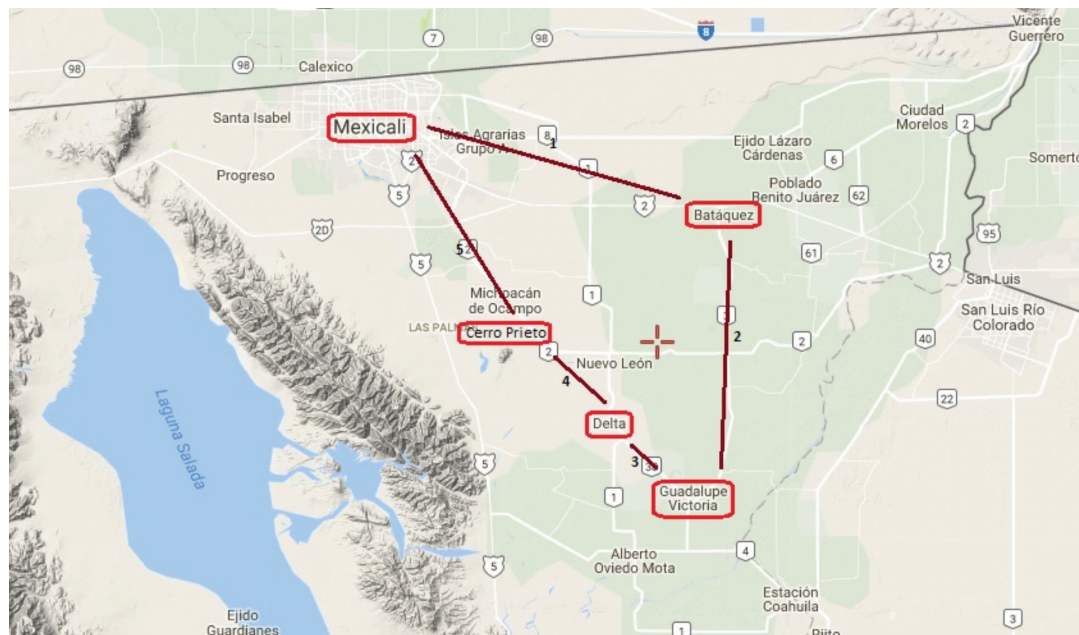 Vicente
Guerrero
8
7
98
98
98
Calexico
Santa Isabel
Mexicali
Islas Agrarias
Grupo A
8
1
Ciudad
Morelos
2
Ejido Lázaro
Cárdenas
6
Somerto
2
1
Progreso
5
2
Poblado
Benito Juárez
62
Batáquez
2D
95
5
2
5
61
2
San Luis
Michoacán
de Ocampo
1
San Luis Río
Colorado
LAS PALMAS
Cerro Prieto
3
2
2
40
2
Nuevo León
4
22
Laguna Salada
Delta
3
5
1
Guadalupe
Victoria
4
Alberto
Oviedo Mota
5
Estación
Coahuila
Ejido
Guardianes
3
1